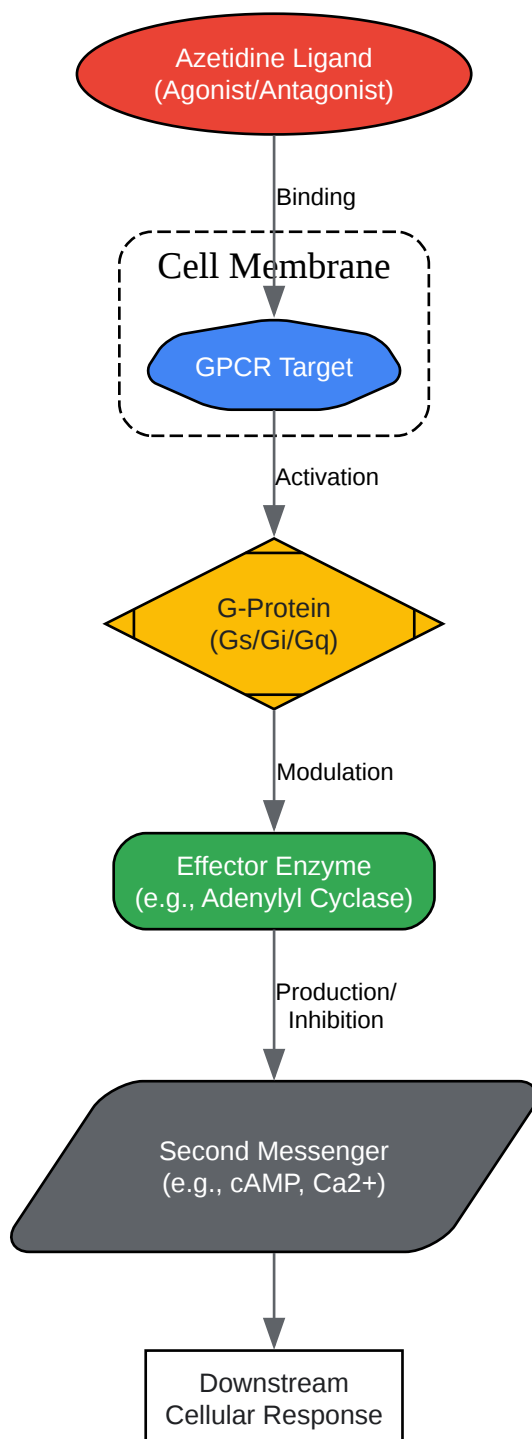 Azetidine Ligand
(Agonist/Antagonist)
Binding
Cell Membrane
GPCR Target
Activation
G-Protein
(Gs/Gi/Gq)
Modulation
Effector Enzyme
(e.g., Adenylyl Cyclase)
Production/
Inhibition
Second Messenger
(e.g., cAMP, Ca2+)
Downstream
Cellular Response